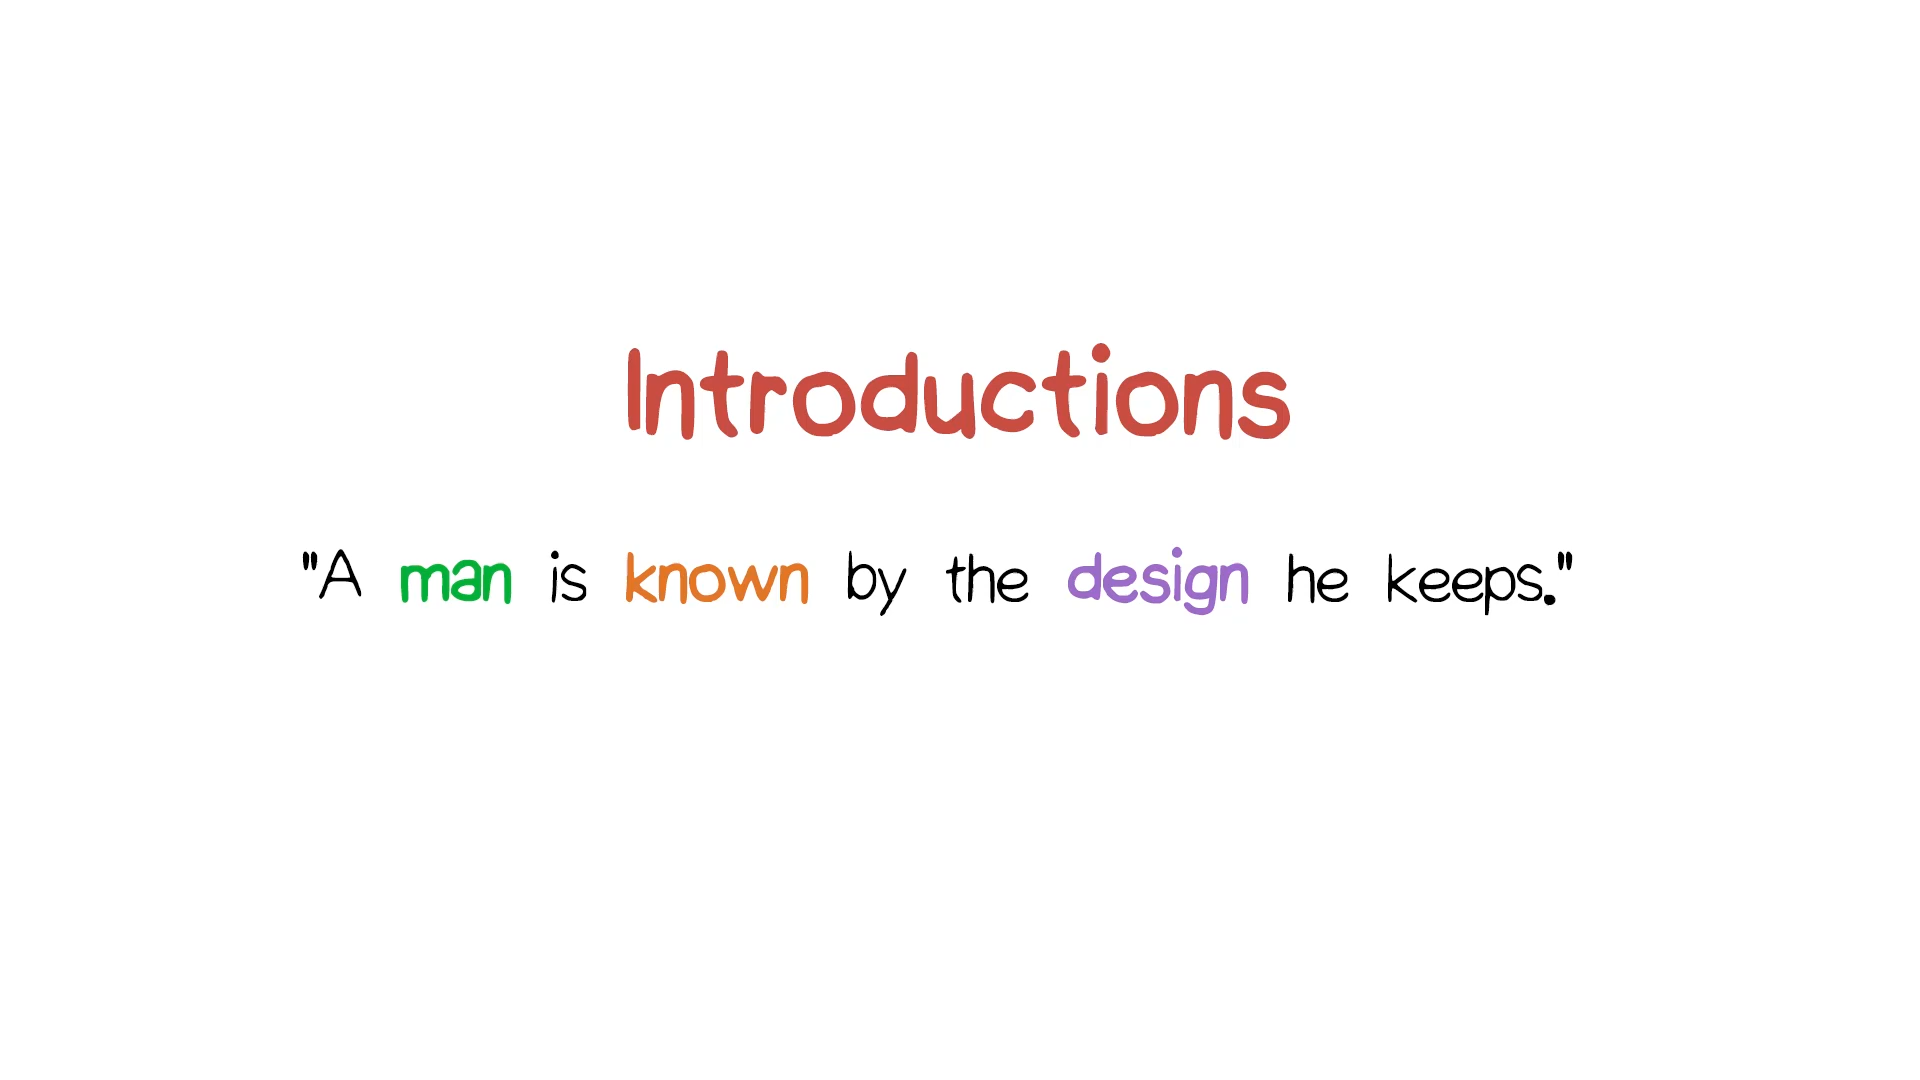 Introductions
"A man is known by the design he keeps."